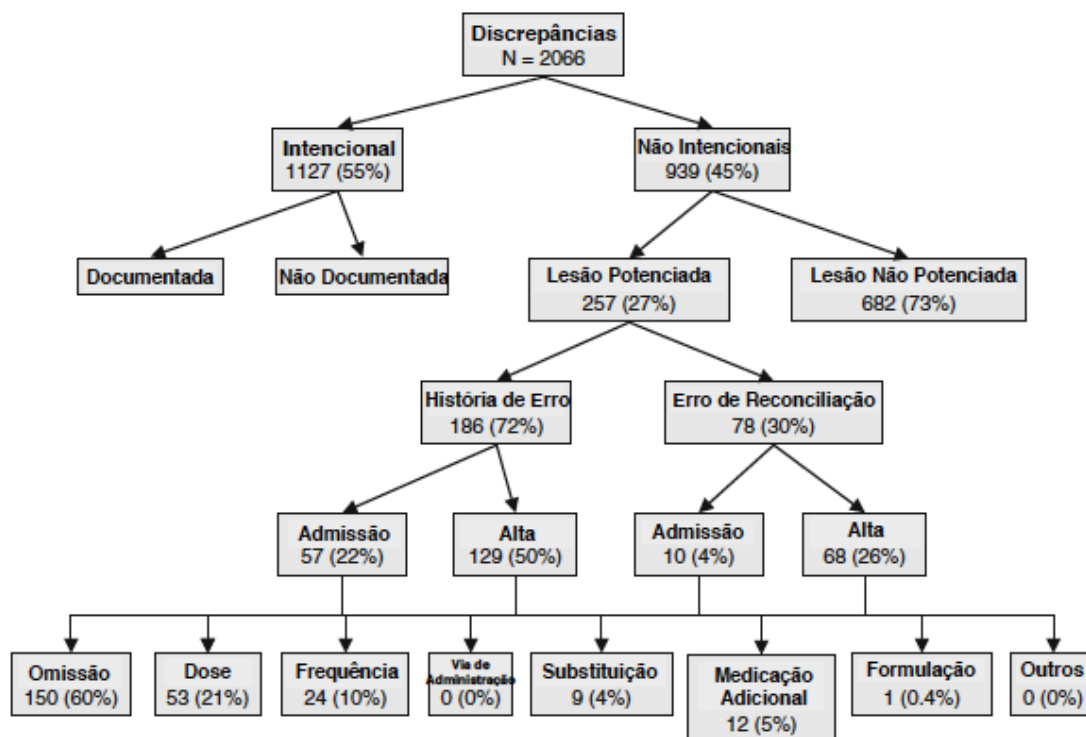 Discrepâncias
N = 2066
Intencional
1127 (55%)
Não Intencionais
939 (45%)
Documentada
Não Documentada
Lesão Potenciada
257 (27%)
Lesão Não Potenciada
682 (73%)
História de Erro
186 (72%)
Erro de Reconciliação
78 (30%)
Admissão
57 (22%)
Alta
129 (50%)
Admissão
10 (4%)
Alta
68 (26%)
Omissão
150 (60%)
Dose
53 (21%)
Frequência
24 (10%)
Via de
Administração
0 (0%)
Substituição
9 (4%)
Medicação
Adicional
12 (5%)
Formulação
1 (0.4%)
Outros
0 (0%)